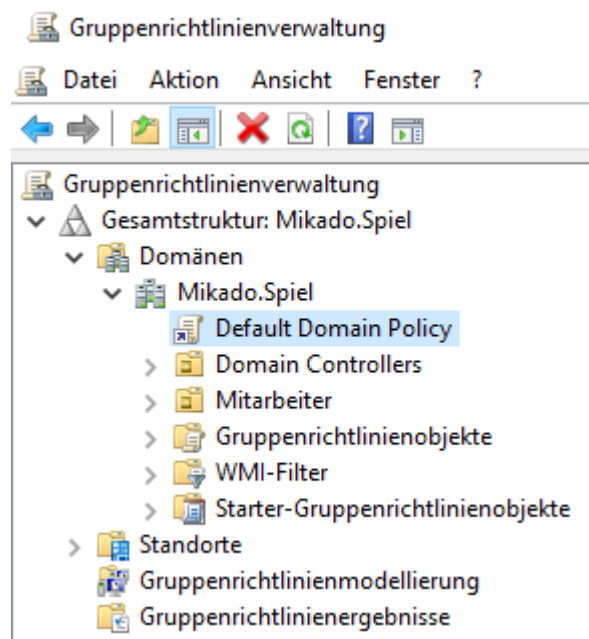 Gruppenrichtlinienverwaltung
Datei Aktion Ansicht Fenster ?
Gruppenrichtlinienverwaltung
Gesamtstruktur: Mikado.Spiel
Domänen
Mikado.Spiel
Default Domain Policy
Domain Controllers
Mitarbeiter
Gruppenrichtlinienobjekte
WMI-Filter
Starter-Gruppenrichtlinienobjekte
Standorte
Gruppenrichtlinienmodellierung
Gruppenrichtlinienergebnisse